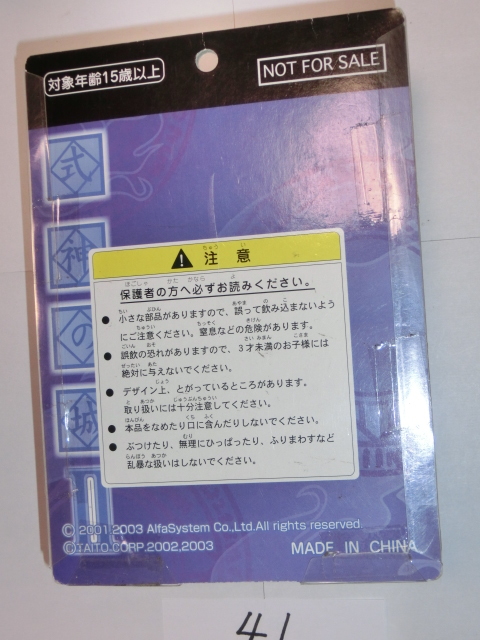 対象年齢15歳以上
NOT FOR SALE
式
神
の
城
II
注意
保護者の方へ必ずお読みください。
● 小さな部品がありますので、誤って飲み込まないよう
にご注意ください。窒息などの危険があります。
● 誤飲の恐れがありますので、3才未満のお子様には
絶対に与えないでください。
● デザイン上、とがっているところがあります。
取り扱いには十分注意してください。
● 本品をなめたり口に含んだりしないでください。
● ぶつけたり、無理にひっぱったり、ふりまわすなど
乱暴な扱いはしないでください。
© 2001 2003 AlfaSystem Co.,Ltd.All rights reserved.
©TAITO CORP.2002,2003
MADE IN CHINA
41